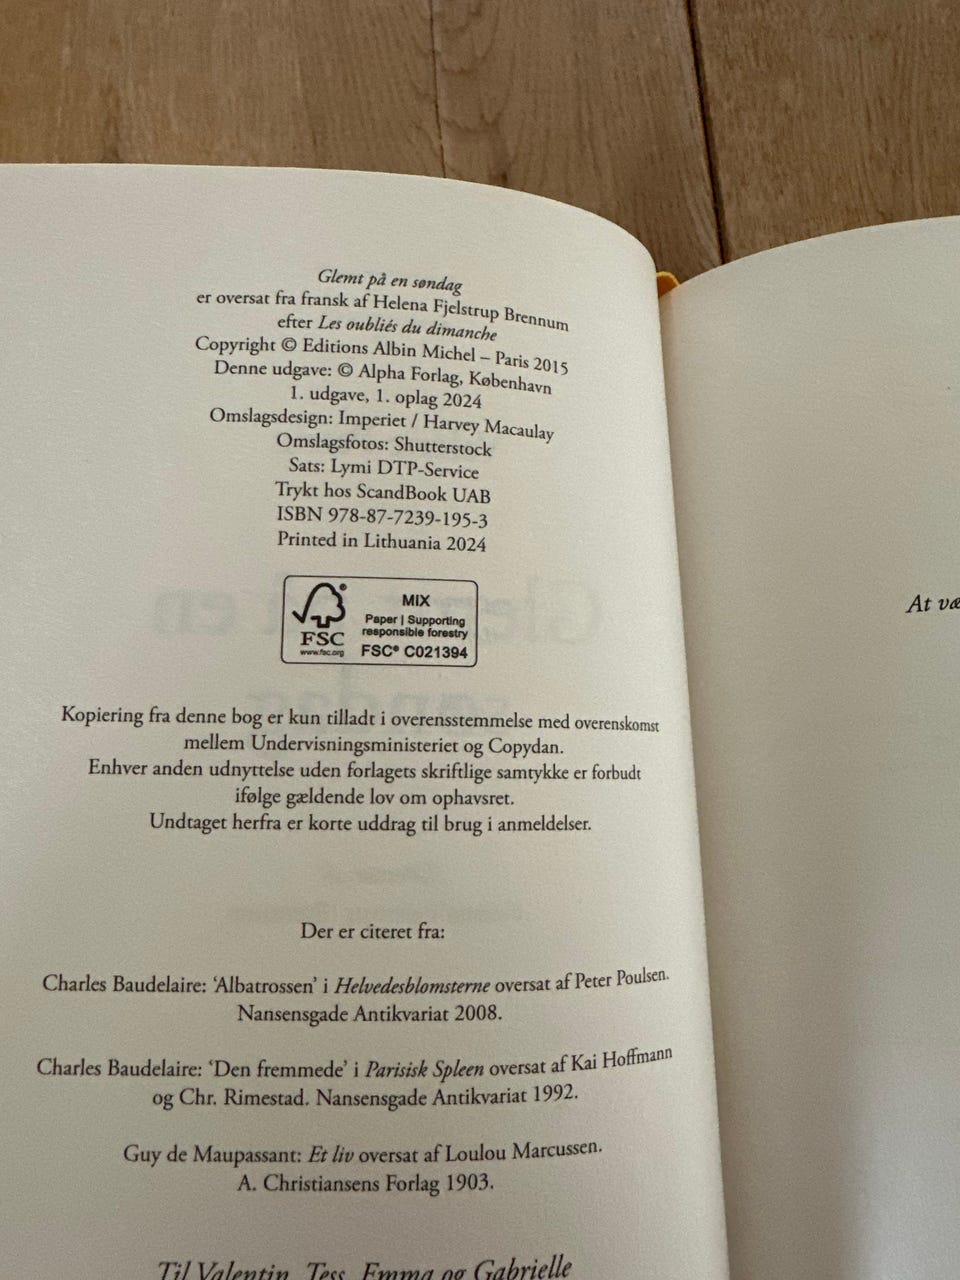 Glemt på en søndag
er oversat fra fransk af Helena Fjelstrup Brennum
efter Les oubliés du dimanche
Copyright © Editions Albin Michel – Paris 2015
Denne udgave: © Alpha Forlag, København
1. udgave, 1. oplag 2024
Omslagsdesign: Imperiet / Harvey Macaulay
Omslagsfotos: Shutterstock
Sats: Lymi DTP-Service
Trykt hos ScandBook UAB
ISBN 978-87-7239-195-3
Printed in Lithuania 2024
FSC
www.fsc.org
MIX
Paper | Supporting
responsible forestry
FSC® C021394
Kopiering fra denne bog er kun tilladt i overensstemmelse med overenskomst
mellem Undervisningsministeriet og Copydan.
Enhver anden udnyttelse uden forlagets skriftlige samtykke er forbudt
ifølge gældende lov om ophavsret.
Undtaget herfra er korte uddrag til brug i anmeldelser.
Der er citeret fra:
Charles Baudelaire: ‘Albatrossen’ i Helvedesblomsterne oversat af Peter Poulsen.
Nansensgade Antikvariat 2008.
Charles Baudelaire: ‘Den fremmede’ i Parisisk Spleen oversat af Kai Hoffmann
og Chr. Rimestad. Nansensgade Antikvariat 1992.
Guy de Maupassant: Et liv oversat af Loulou Marcussen.
A. Christiansens Forlag 1903.
Til Valentin, Tess, Emma og Gabrielle
At